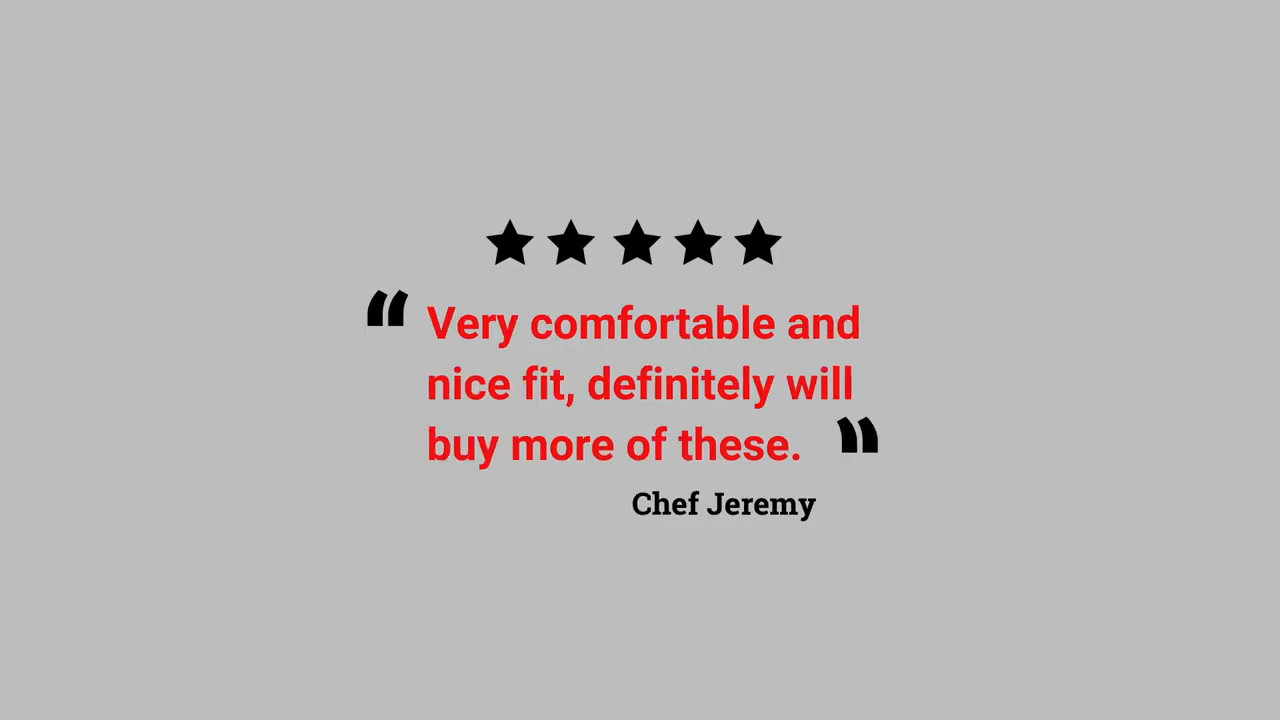 “ Very comfortable and
nice fit, definitely will
buy more of these. ”
Chef Jeremy